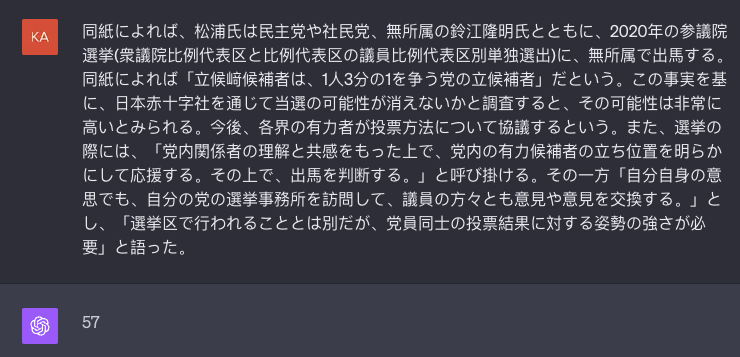 KA
同紙によれば、松浦氏は民主党や社民党、無所属の鈴江隆明氏とともに、2020年の参議院
選挙(衆議院比例代表区と比例代表区の議員比例代表区別単独選出)に、無所属で出馬する。
同紙によれば「立候﨑候補者は、1人3分の1を争う党の立候補者」だという。この事実を基
に、日本赤十字社を通じて当選の可能性が消えないかと調査すると、その可能性は非常に
高いとみられる。今後、各界の有力者が投票方法について協議するという。また、選挙の
際には、「党内関係者の理解と共感をもった上で、党内の有力候補者の立ち位置を明らか
にして応援する。その上で、出馬を判断する。」と呼び掛ける。その一方「自分自身の意
思でも、自分の党の選挙事務所を訪問して、議員の方々とも意見や意見を交換する。」と
し、「選挙区で行われることとは別だが、党員同士の投票結果に対する姿勢の強さが必
要」と語った。
57